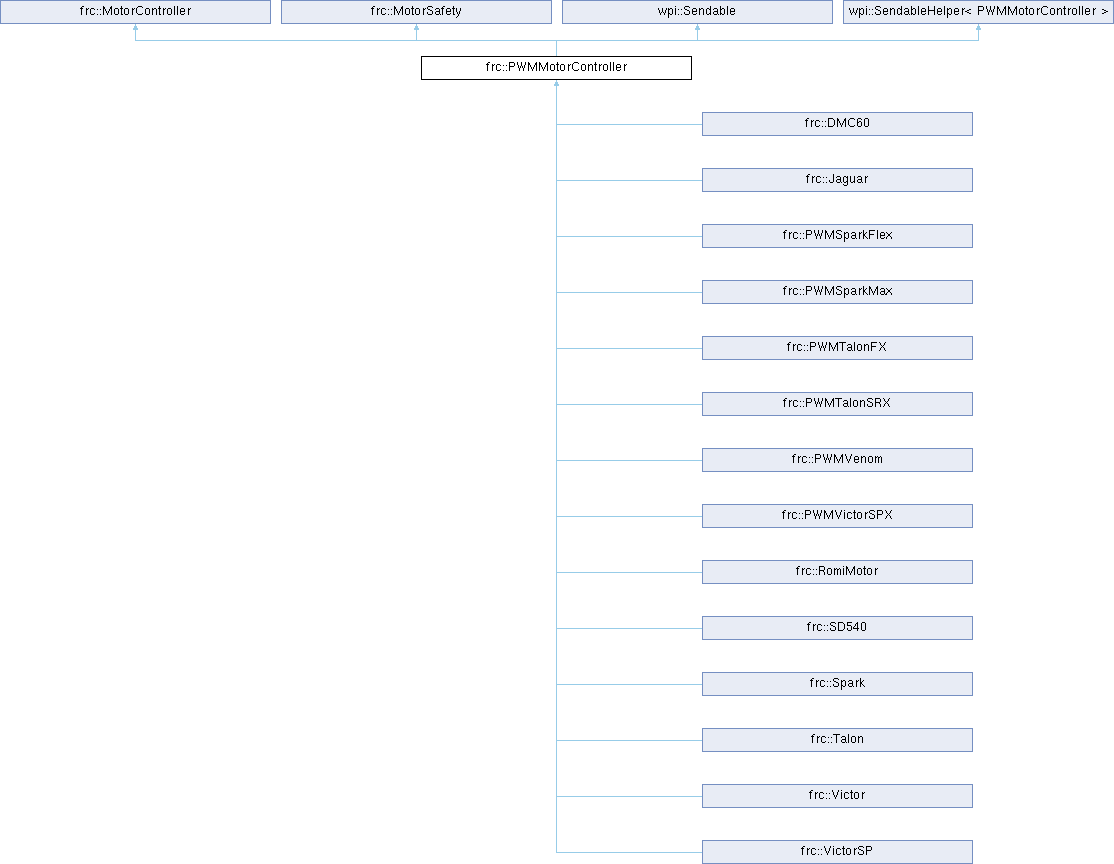 frc::MotorController
frc::MotorSafety
wpi::Sendable
wpi::SendableHelper< PWMMotorController >
frc::PWMMotorController
frc::DMC60
frc::Jaguar
frc::PWMSparkFlex
frc::PWMSparkMax
frc::PWMTalonFX
frc::PWMTalonSRX
frc::PWMVenom
frc::PWMVictorSPX
frc::RomiMotor
frc::SD540
frc::Spark
frc::Talon
frc::Victor
frc::VictorSP